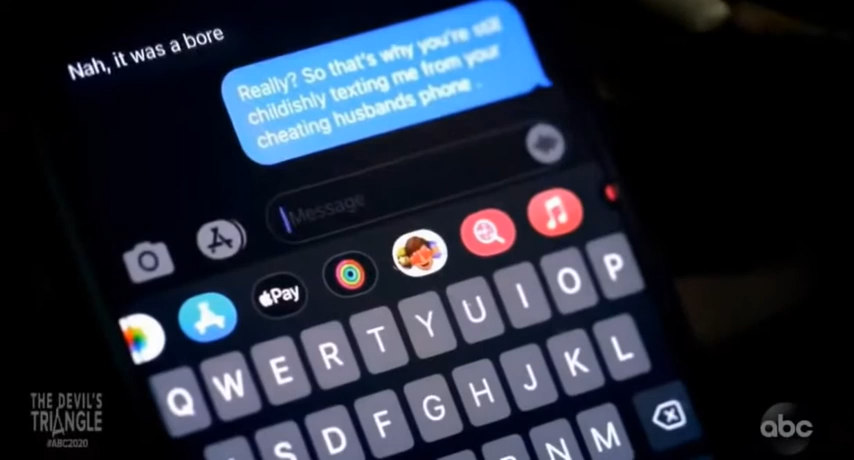 Nah, it was a bore
Really? So that's why you're still
childishly texting me from your
cheating husbands phone .
Message
Pay
Q W E R T Y U I O P
S D F G H J K L
N M
THE DEVIL'S
TRIANGLE
#ABC2020
abc